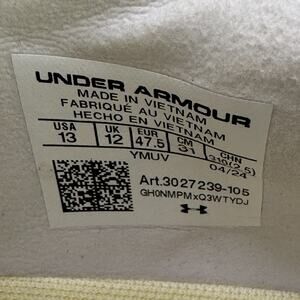 UNDER ARMOUR
MADE IN VIETNAM
FABRIQUÉ AU VIETNAM
HECHO EN VIETNAM
USA UK EUR CM CHN
13 12 47.5 31 310(2.5)
YMUV 04/24
Art.3027239-105
GH0NMPMxQ3WTYDJ